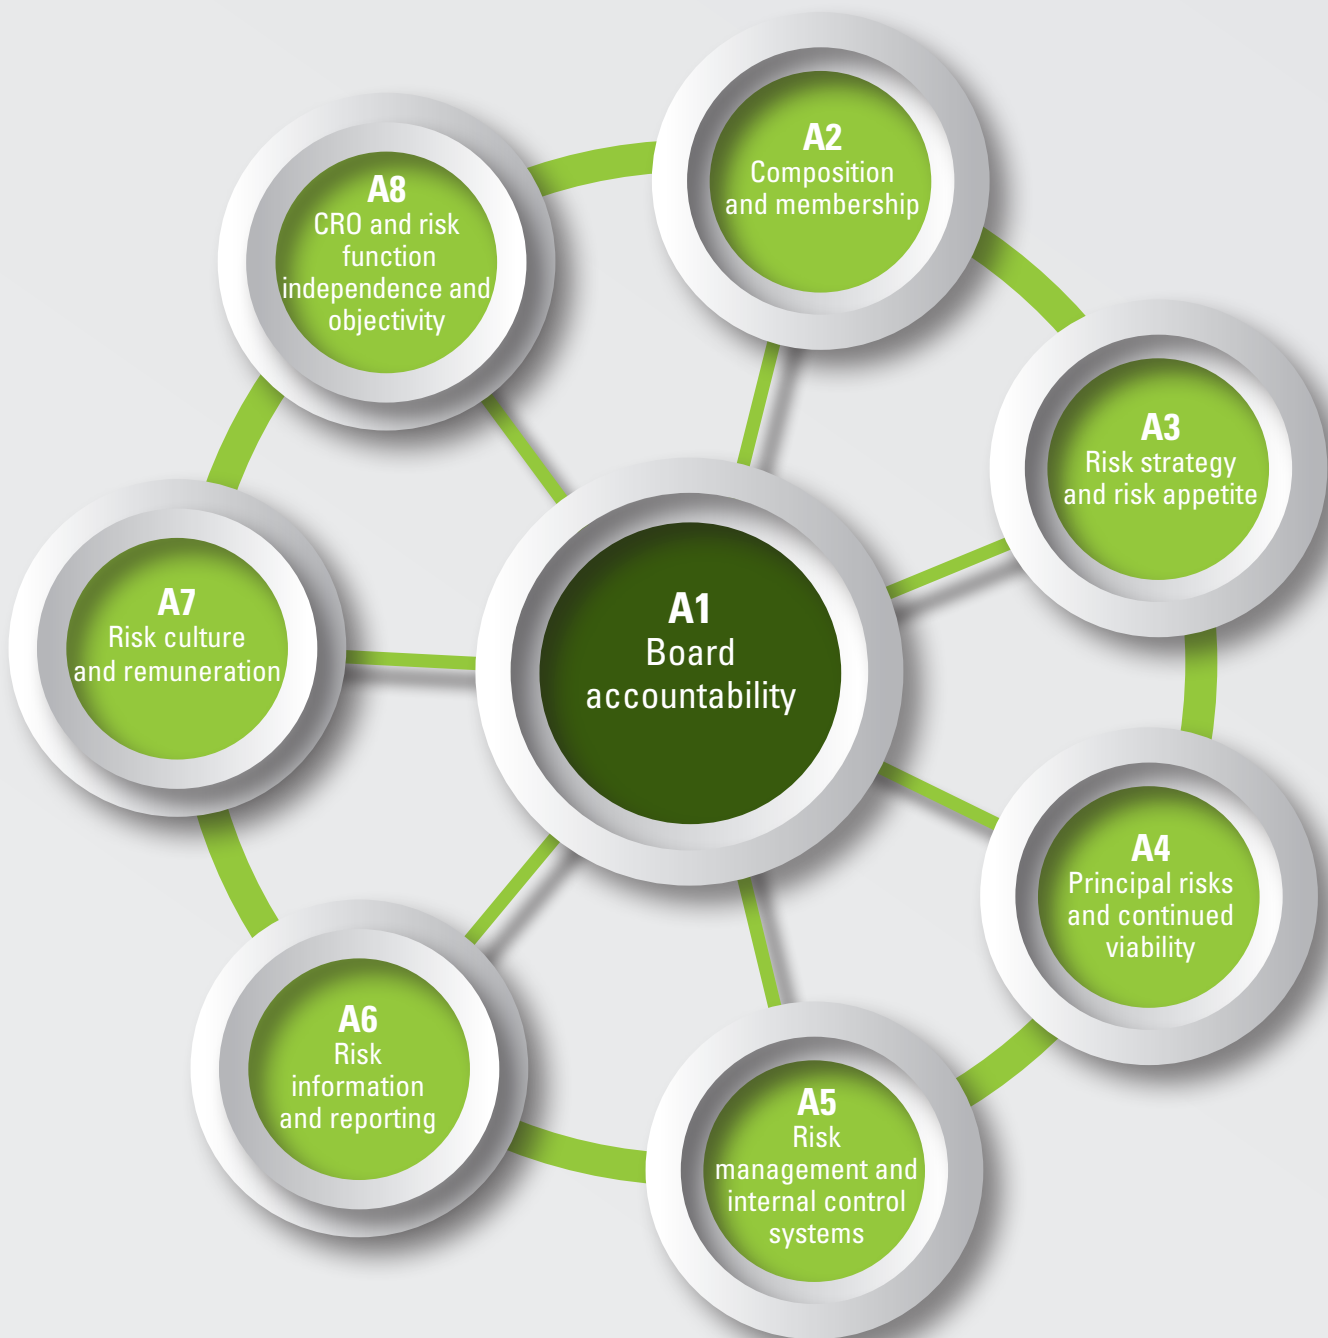 A1
Board
accountability
A2
Composition
and membership
A3
Risk strategy
and risk appetite
A4
Principal risks
and continued
viability
A5
Risk
management and
internal control
systems
A6
Risk
information
and reporting
A7
Risk culture
and remuneration
A8
CRO and risk
function
independence and
objectivity